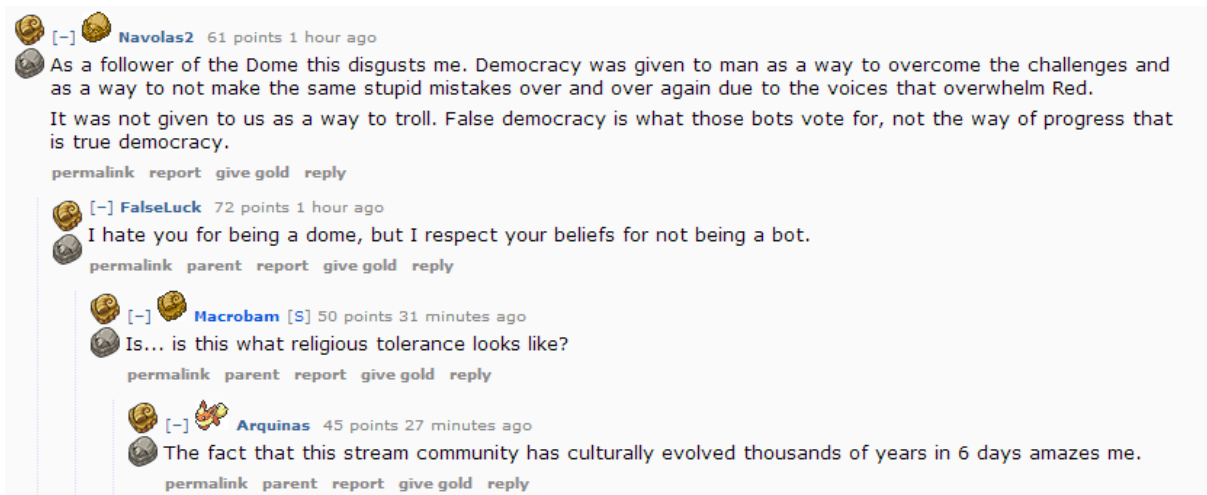 [–] Navolas2 61 points 1 hour ago
As a follower of the Dome this disgusts me. Democracy was given to man as a way to overcome the challenges and
as a way to not make the same stupid mistakes over and over again due to the voices that overwhelm Red.
It was not given to us as a way to troll. False democracy is what those bots vote for, not the way of progress that
is true democracy.
permalink report give gold reply
[–] FalseLuck 72 points 1 hour ago
I hate you for being a dome, but I respect your beliefs for not being a bot.
permalink parent report give gold reply
[–] Macrobam [S] 50 points 31 minutes ago
Is... is this what religious tolerance looks like?
permalink parent report give gold reply
[–] Arquinas 45 points 27 minutes ago
The fact that this stream community has culturally evolved thousands of years in 6 days amazes me.
permalink parent report give gold reply